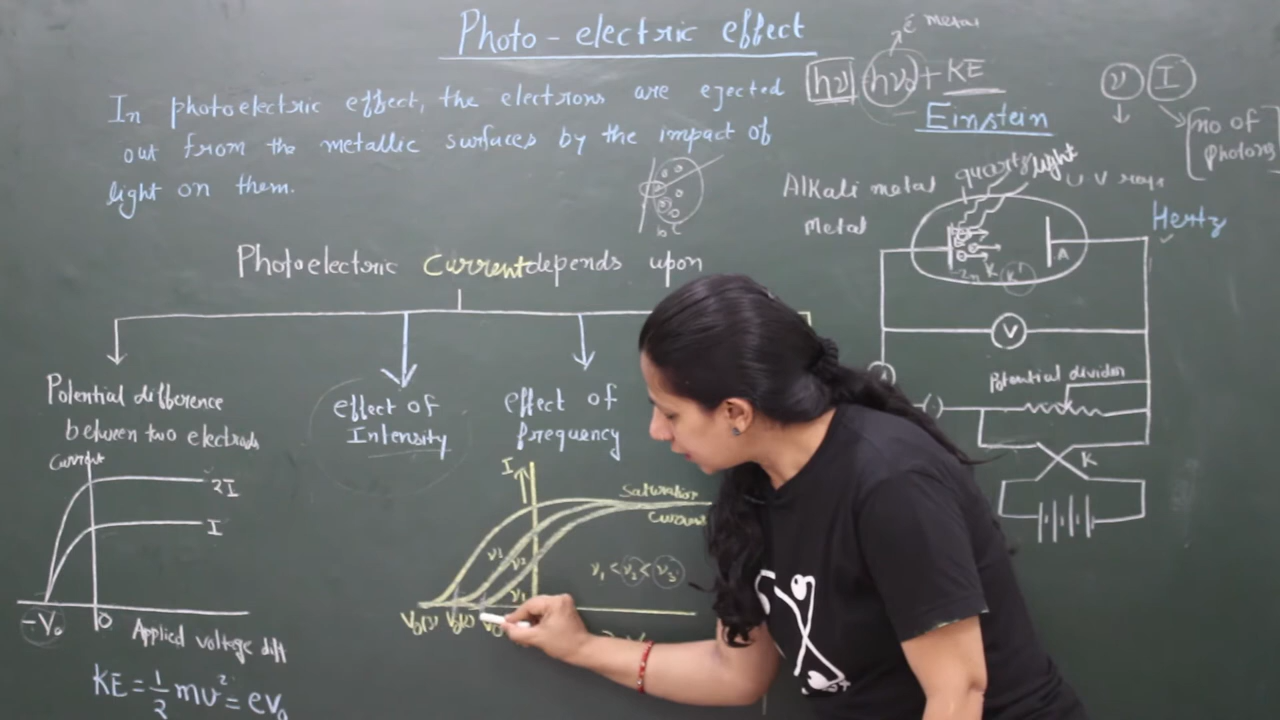 Photo-electric effect
é metal
hν hν₀ + KE
Einstein
ν I
no of
photons
In photoelectric effect, the electrons are ejected
out from the metallic surfaces by the impact of
light on them.
Alkali metal
Metal
quartz
light
UV rays
Hertz
A
V
Potential divider
K
Photoelectric Current depends upon
Potential difference
between two electrods
effect of
Intensity
effect of
frequency
Current
2I
I
-V₀
0
Applied voltage diff
KE = 1/2 mv² = eV₀
I
Saturation
ν₂
ν₁
ν₁ < ν₂ < ν₃